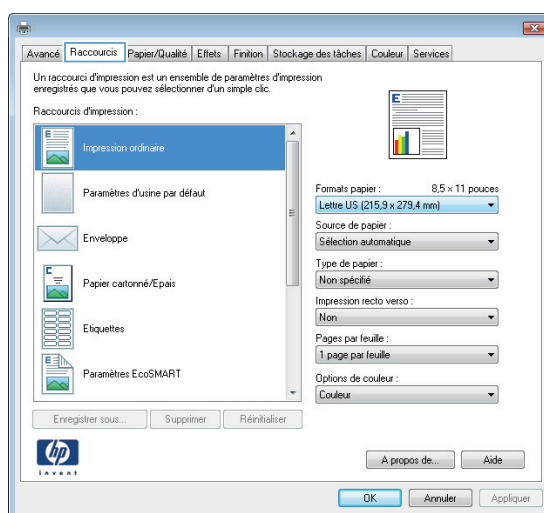 Avancé Raccourcis Papier/Qualité Effets Finition Stockage des tâches Couleur Services
Un raccourci d'impression est un ensemble de paramètres d'impression
enregistrés que vous pouvez sélectionner d'un simple clic.
Raccourcis d'impression :
Impression ordinaire
Paramètres d'usine par défaut
Enveloppe
Papier cartonné/Epais
Etiquettes
Paramètres EcoSMART
Enregistrer sous... Supprimer Réinitialiser
E
Formats papier : 8,5 × 11 pouces
Lettre US (215,9 x 279,4 mm)
Source de papier :
Sélection automatique
Type de papier :
Non spécifié
Impression recto verso :
Non
Pages par feuille :
1 page par feuille
Options de couleur :
Couleur
hp
invent
A propos de... Aide
OK Annuler Appliquer